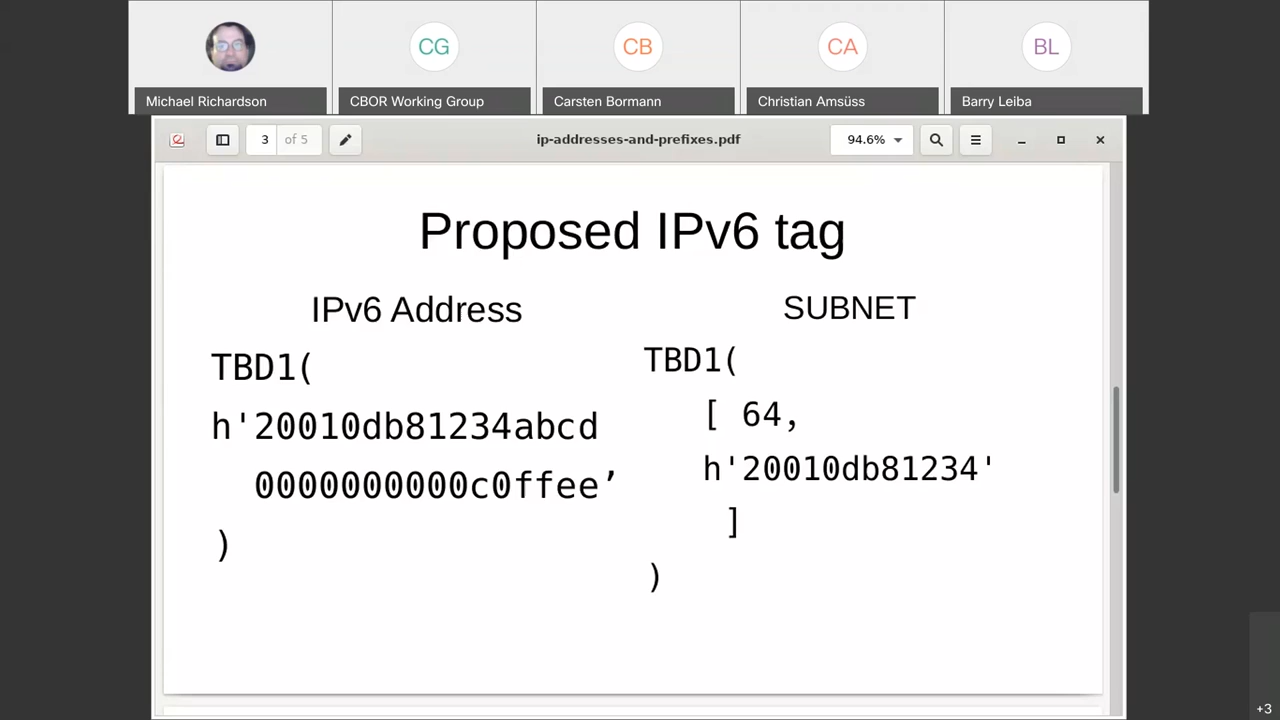 CG
CB
CA
BL
Michael Richardson
CBOR Working Group
Carsten Bormann
Christian Amsüss
Barry Leiba
3 of 5
ip-addresses-and-prefixes.pdf
94.6%
Proposed IPv6 tag
IPv6 Address
TBD1(
h'20010db81234abcd
0000000000c0ffee’
)
SUBNET
TBD1(
[ 64,
h'20010db81234'
]
)
+3